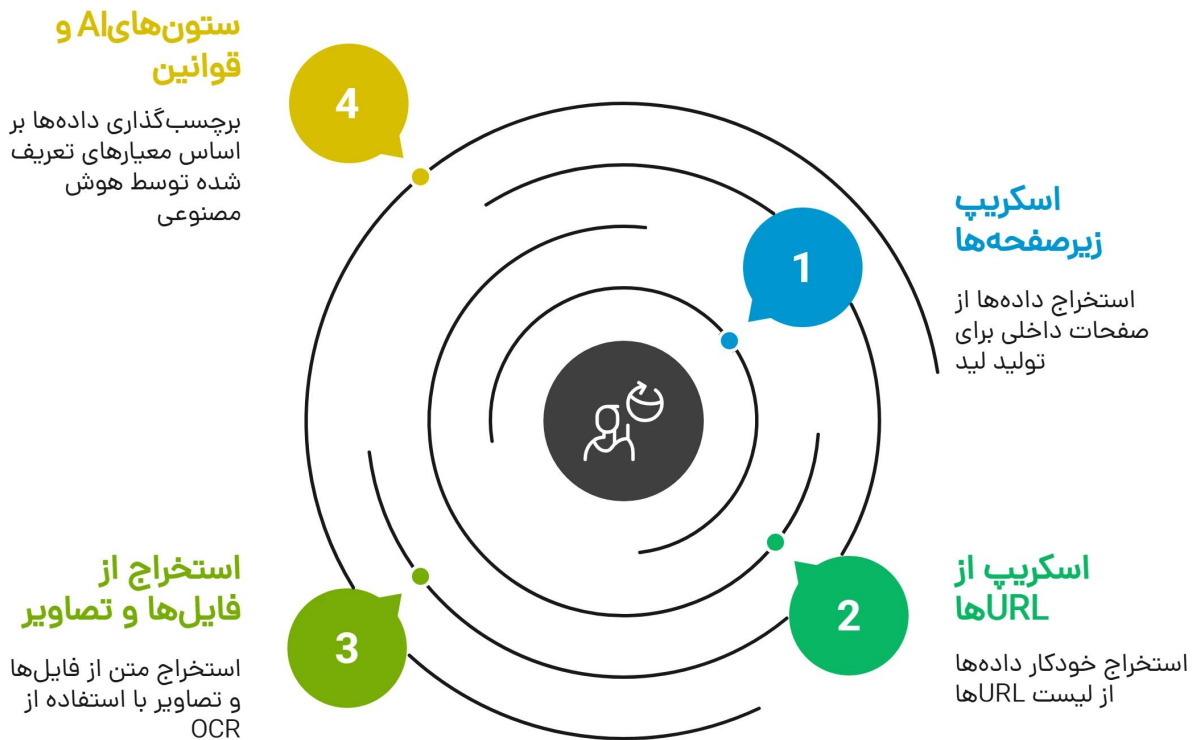 1
اسکریپ
زیرصفحه‌ها
استخراج داده‌ها از
صفحات داخلی برای
تولید لید
2
اسکریپ از
URLها
استخراج خودکار داده‌ها
از لیست URLها
3
استخراج از
فایل‌ها و تصاویر
استخراج متن از فایل‌ها
و تصاویر با استفاده از
OCR
4
ستون‌هایAI و
قوانین
برچسب‌گذاری داده‌ها بر
اساس معیارهای تعریف
شده توسط هوش
مصنوعی